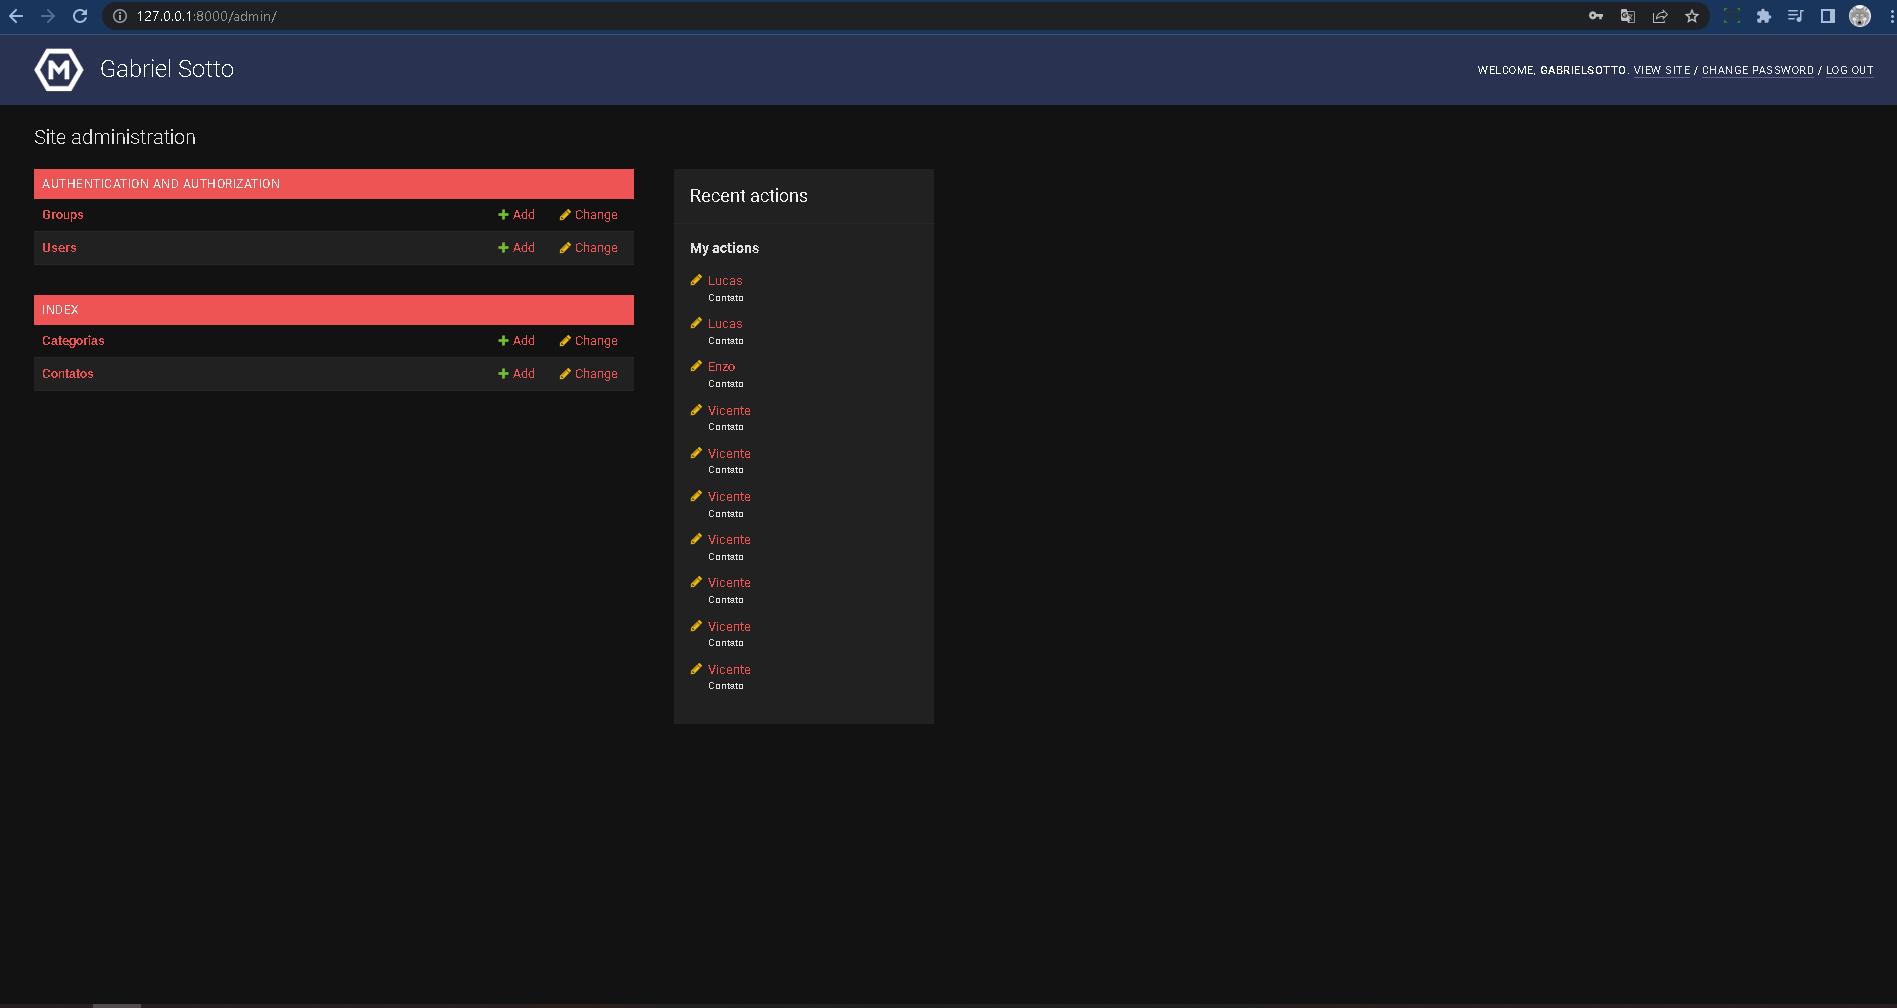 127.0.0.1:8000/admin/
M
Gabriel Sotto
WELCOME, GABRIELSOTTO. VIEW SITE / CHANGE PASSWORD / LOG OUT
Site administration
AUTHENTICATION AND AUTHORIZATION
Groups Add Change
Users Add Change
INDEX
Categorias Add Change
Contatos Add Change
Recent actions
My actions
Lucas
Contato
Lucas
Contato
Enzo
Contato
Vicente
Contato
Vicente
Contato
Vicente
Contato
Vicente
Contato
Vicente
Contato
Vicente
Contato
Vicente
Contato